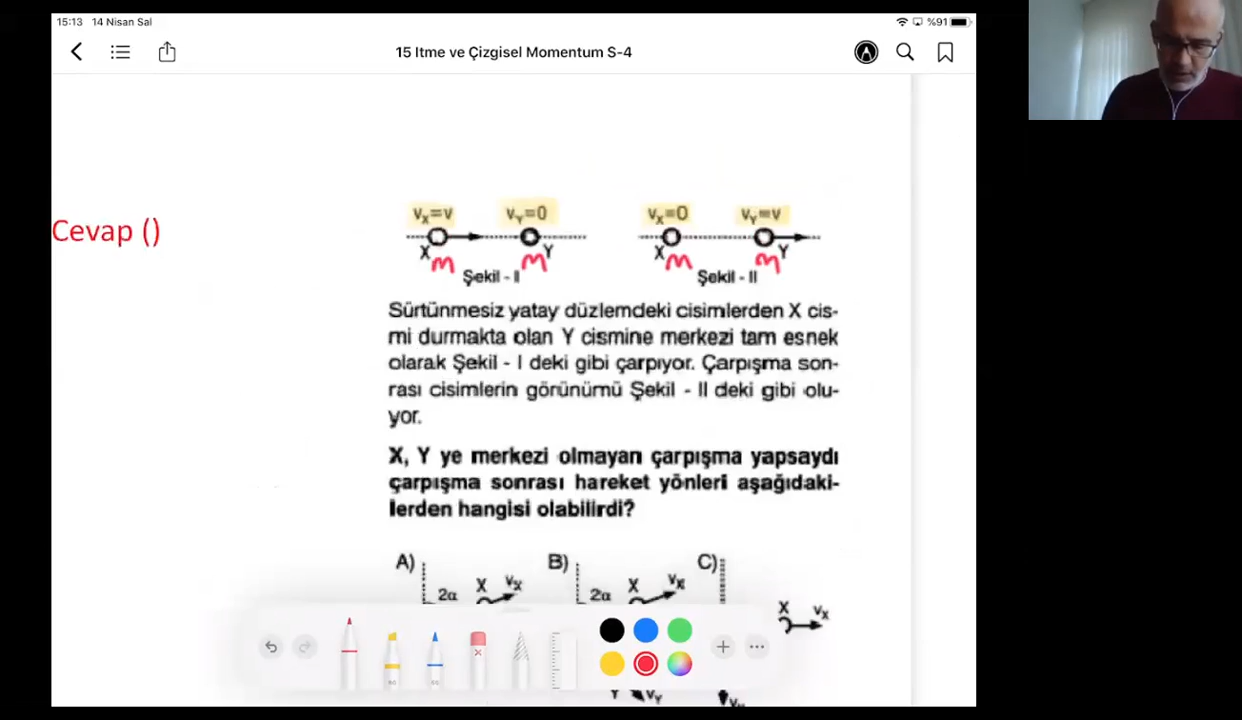 15:13 14 Nisan Sal
%91
15 Itme ve Çizgisel Momentum S-4
Cevap ()
vX=v vY=0 vX=0 vY=v
X Y X Y
m m m m
Şekil - I Şekil - II
Sürtünmesiz yatay düzlemdeki cisimlerden X cis-
mi durmakta olan Y cismine merkezi tam esnek
olarak Şekil - I deki gibi çarpıyor. Çarpışma son-
rası cisimlerin görünümü Şekil - II deki gibi olu-
yor.
X, Y ye merkezi olmayan çarpışma yapsaydı
çarpışma sonrası hareket yönleri aşağıdaki-
lerden hangisi olabilirdi?
A) B) C)
2α X vX 2α X vX
X vX
Y vY